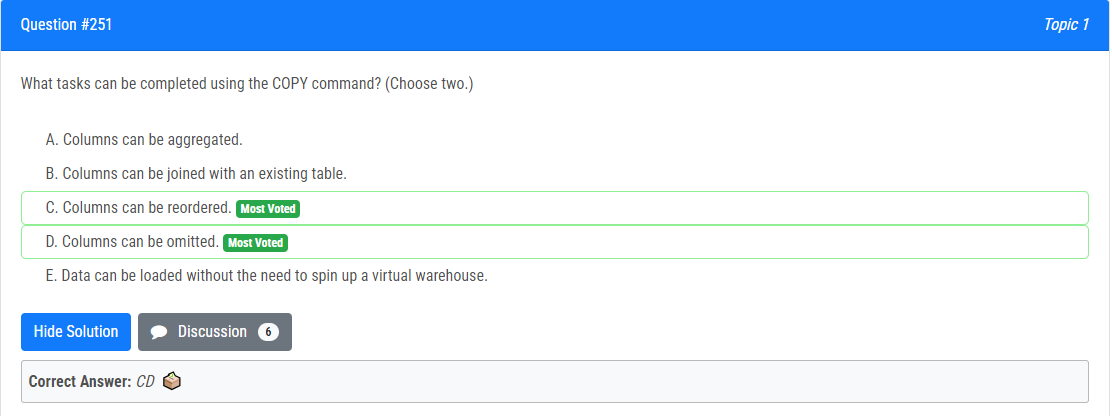 Question #251
Topic 1
What tasks can be completed using the COPY command? (Choose two.)
A. Columns can be aggregated.
B. Columns can be joined with an existing table.
C. Columns can be reordered. Most Voted
D. Columns can be omitted. Most Voted
E. Data can be loaded without the need to spin up a virtual warehouse.
Hide Solution
Discussion 6
Correct Answer: CD